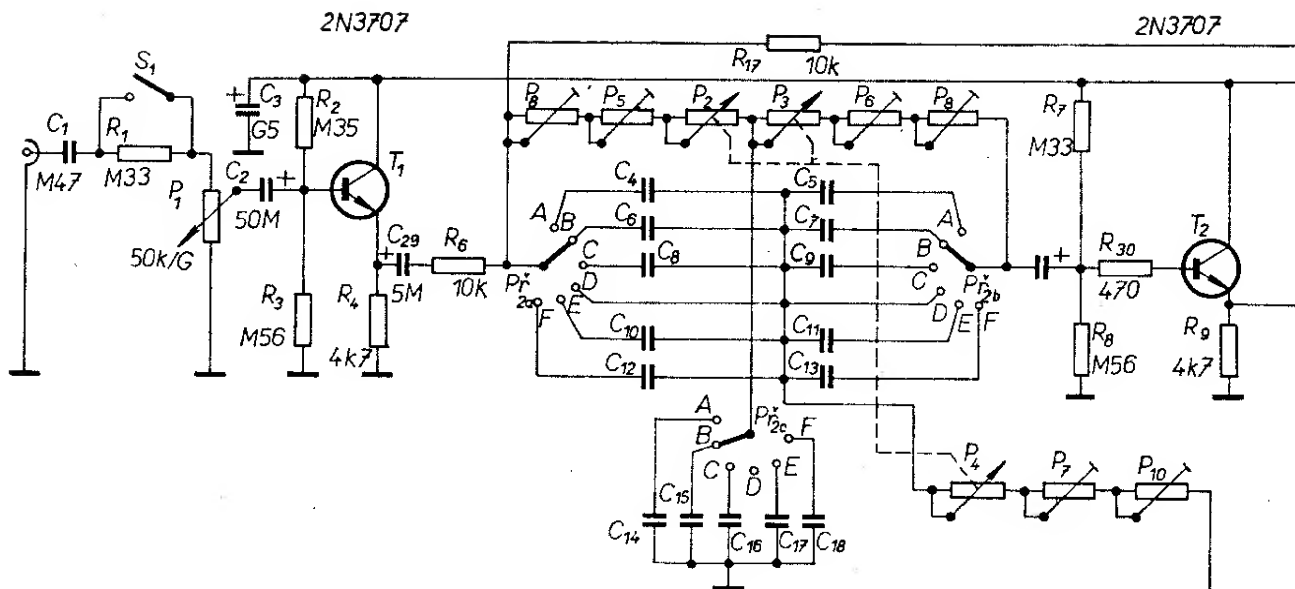 2N3707
2N3707
S1
R17
10k
C3
G5
R2
M35
P8
P5
P2
P3
P6
P8
R7
M33
C1
M47
R1
M33
P1
50k/G
C2
50M
T1
C4
C5
A
B
C
D
E
F
C6
C7
C8
C9
A
B
C
D
E
F
T2
C29
5M
R6
10k
Př2a
Př2b
R30
470
R3
M56
R4
4k7
C10
C11
C12
C13
R8
M56
R9
4k7
A
B
C
D
E
F
Př2c
P4
P7
P10
C15
C14
C16
C17
C18